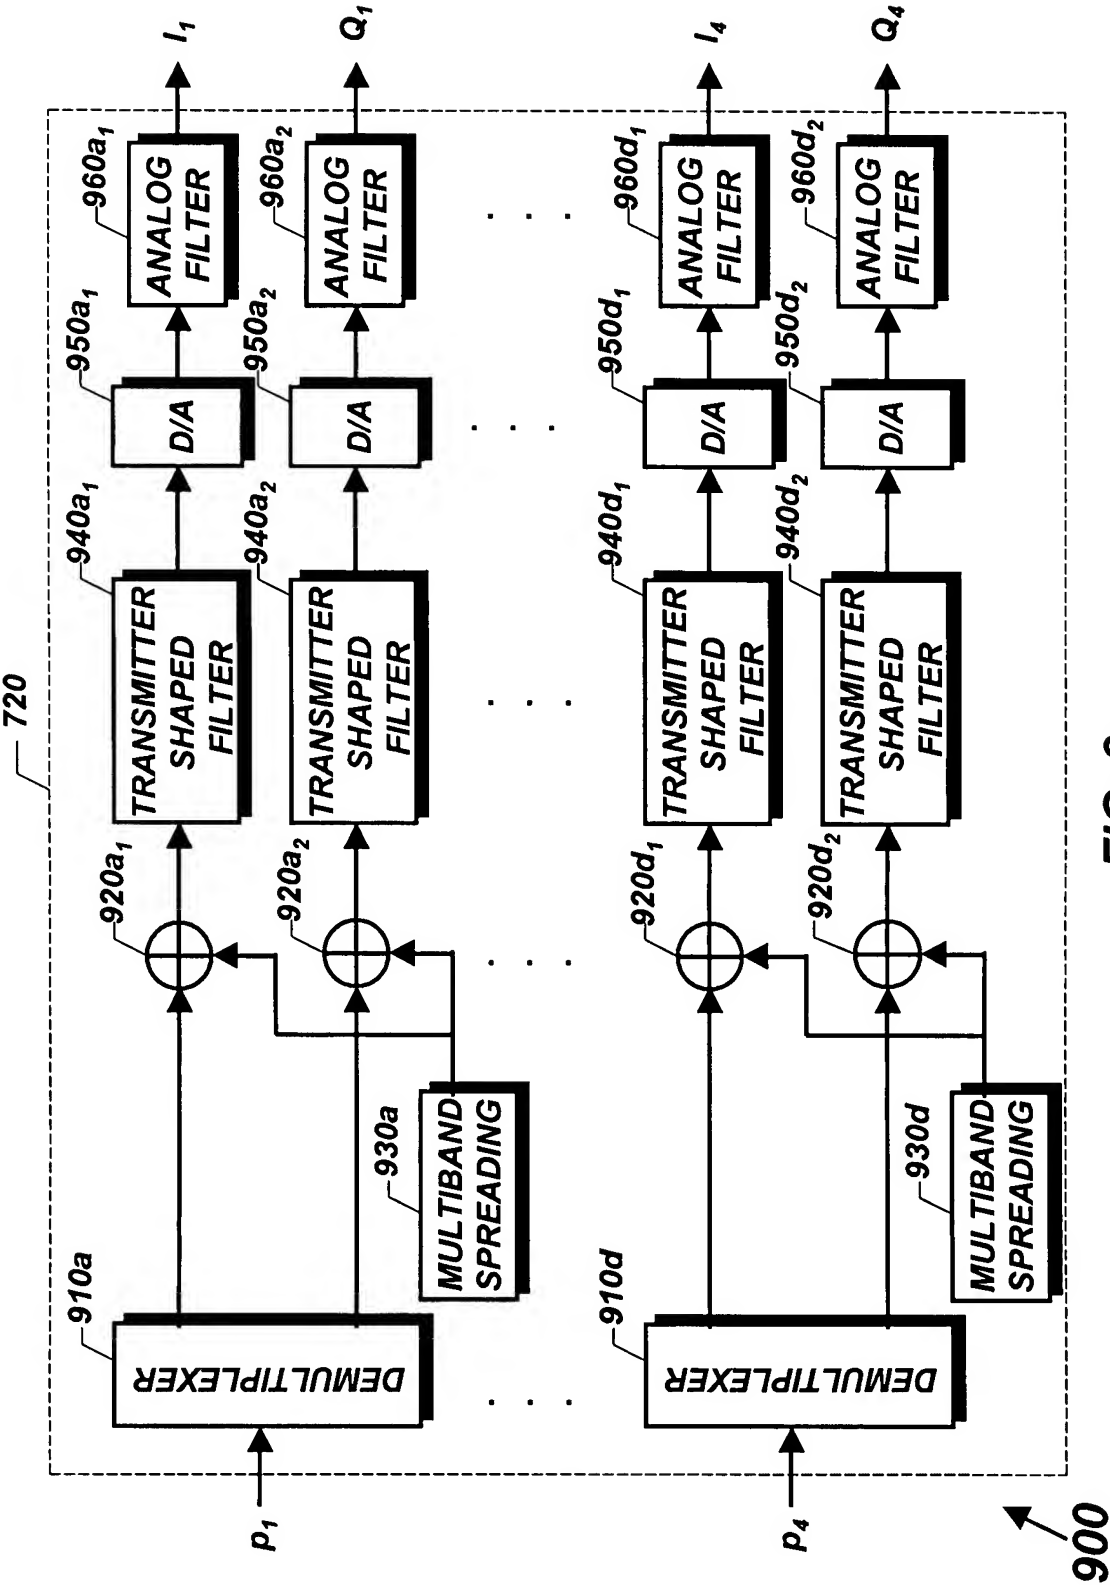 720
p₁
910a
DEMULTIPLEXER
930a
MULTIBAND
SPREADING
920a₁
920a₂
940a₁
TRANSMITTER
SHAPED
FILTER
940a₂
TRANSMITTER
SHAPED
FILTER
950a₁
D/A
950a₂
D/A
960a₁
ANALOG
FILTER
960a₂
ANALOG
FILTER
I₁
Q₁
. . .
. . .
. . .
. . .
. . .
p₄
910d
DEMULTIPLEXER
930d
MULTIBAND
SPREADING
920d₁
920d₂
940d₁
TRANSMITTER
SHAPED
FILTER
940d₂
TRANSMITTER
SHAPED
FILTER
950d₁
D/A
950d₂
D/A
960d₁
ANALOG
FILTER
960d₂
ANALOG
FILTER
I₄
Q₄
900